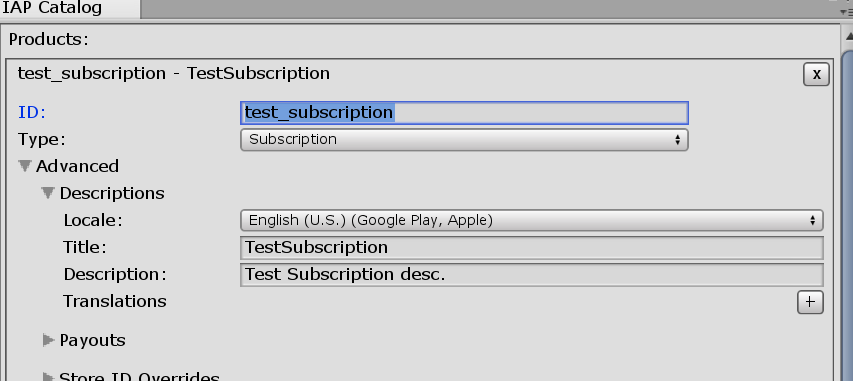 IAP Catalog
Products:
test_subscription - TestSubscription
x
ID: test_subscription
Type: Subscription
Advanced
Descriptions
Locale: English (U.S.) (Google Play, Apple)
Title: TestSubscription
Description: Test Subscription desc.
Translations +
Payouts
Store ID Overrides